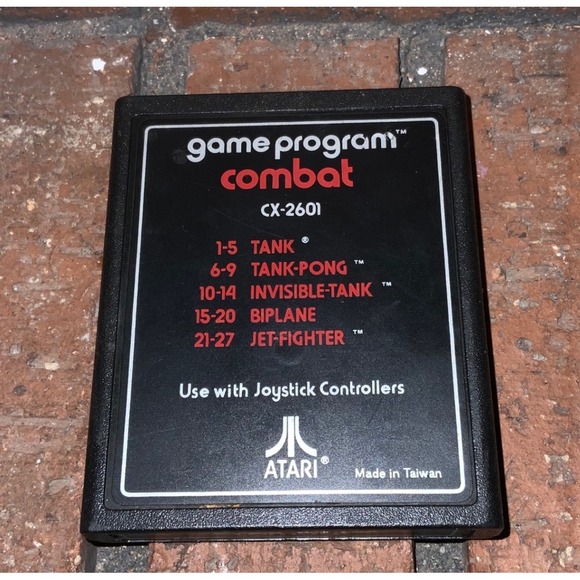 game program™
combat
CX-2601
1-5 TANK®
6-9 TANK-PONG™
10-14 INVISIBLE-TANK™
15-20 BIPLANE
21-27 JET-FIGHTER™
Use with Joystick Controllers
ATARI®
Made in Taiwan